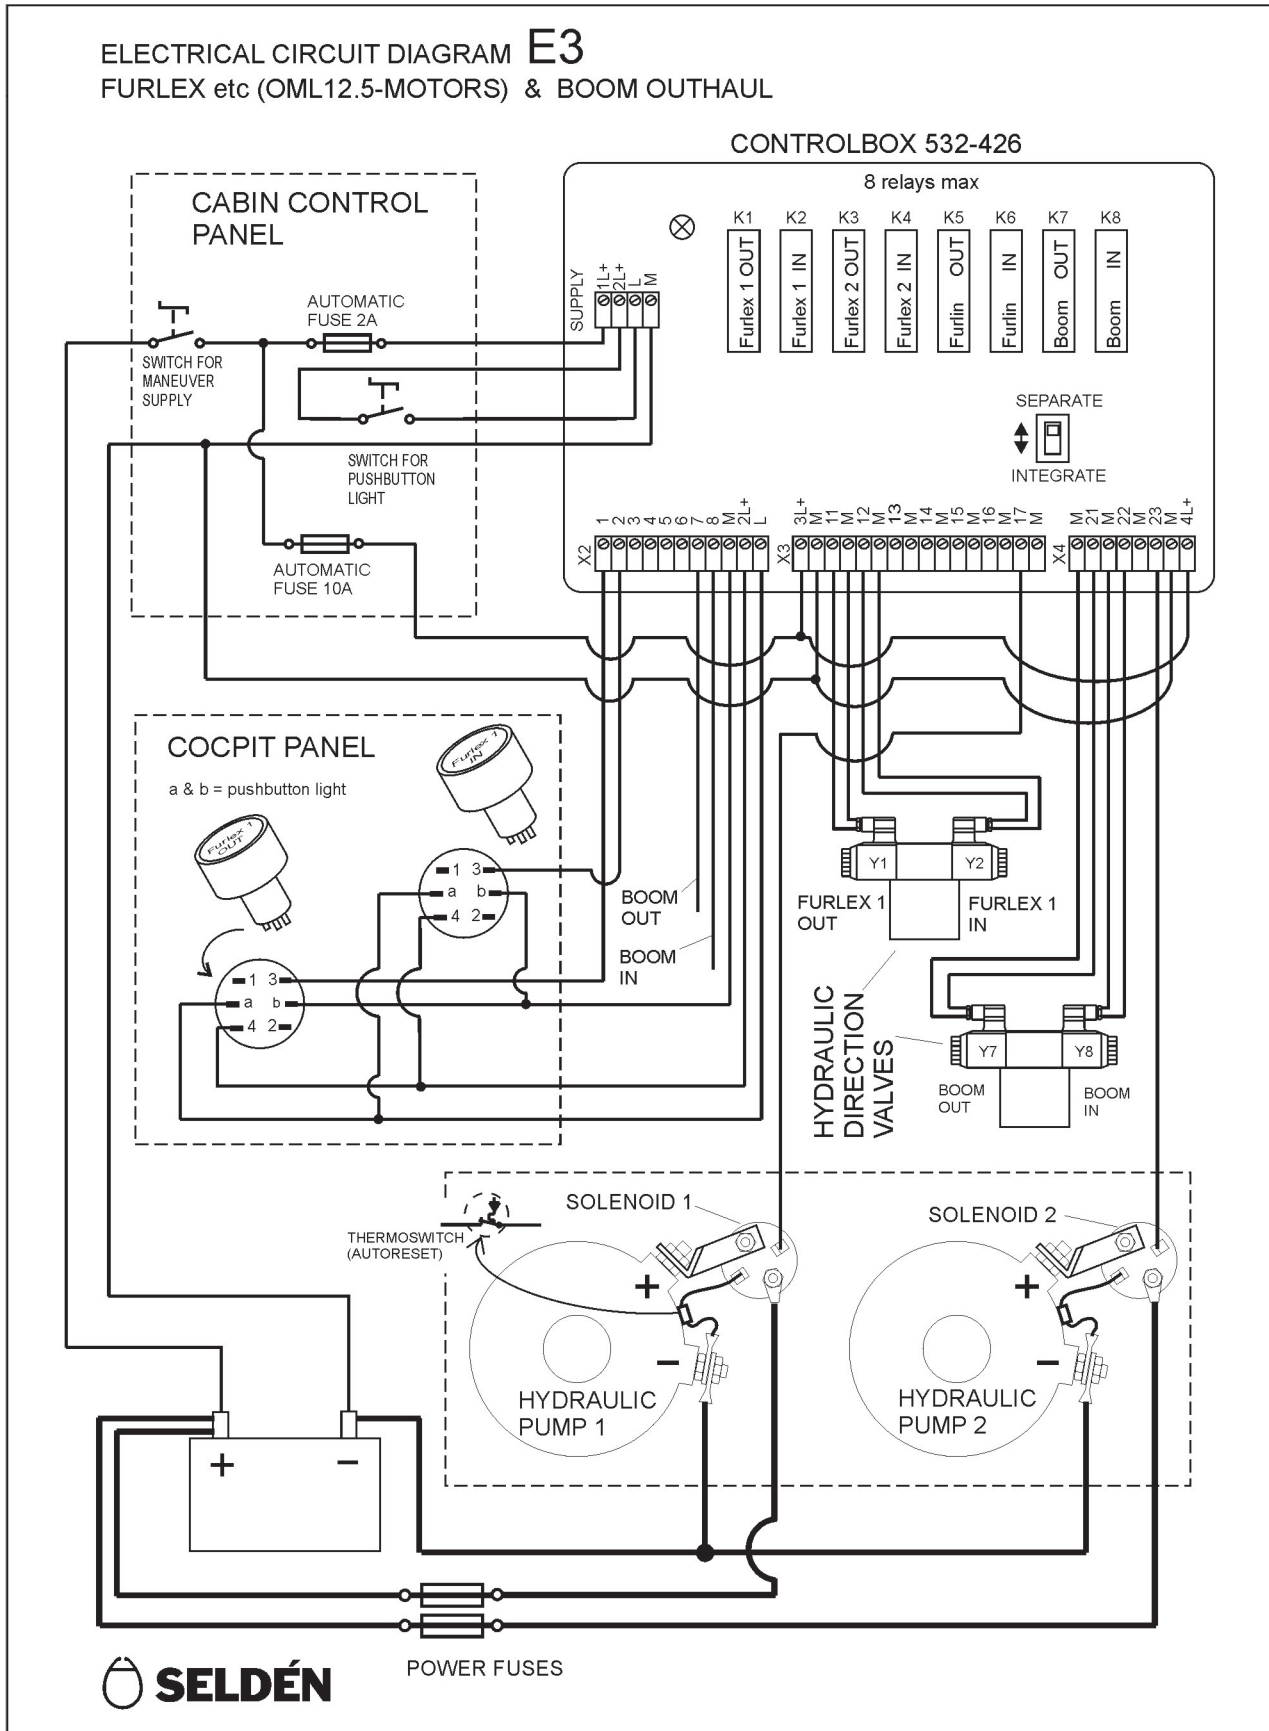 ELECTRICAL CIRCUIT DIAGRAM E3
FURLEX etc (OML12.5-MOTORS) & BOOM OUTHAUL
CONTROLBOX 532-426
8 relays max
K1 K2 K3 K4 K5 K6 K7 K8
Furlex 1 OUT
Furlex 1 IN
Furlex 2 OUT
Furlex 2 IN
Furlin OUT
Furlin IN
Boom OUT
Boom IN
CABIN CONTROL
PANEL
SUPPLY
1L+
2L+
L
M
AUTOMATIC
FUSE 2A
SWITCH FOR
MANEUVER
SUPPLY
SWITCH FOR
PUSHBUTTON
LIGHT
AUTOMATIC
FUSE 10A
SEPARATE
INTEGRATE
X2
1 2 3 4 5 6 7 8 M 2L+ L
X3
3L+ M 11 M 12 M 13 M 14 M 15 M 16 M 17 M
X4
M 21 M 22 M 23 M 4L+
COCPIT PANEL
a & b = pushbutton light
Furlex 1
IN
Furlex 1
OUT
1 3
a b
4 2
1 3
a b
4 2
BOOM
OUT
BOOM
IN
Y1 Y2
FURLEX 1
OUT
FURLEX 1
IN
HYDRAULIC
DIRECTION
VALVES
Y7 Y8
BOOM
OUT
BOOM
IN
SOLENOID 1
SOLENOID 2
THERMOSWITCH
(AUTORESET)
+
−
HYDRAULIC
PUMP 1
+
−
HYDRAULIC
PUMP 2
+ −
POWER FUSES
SELDÉN